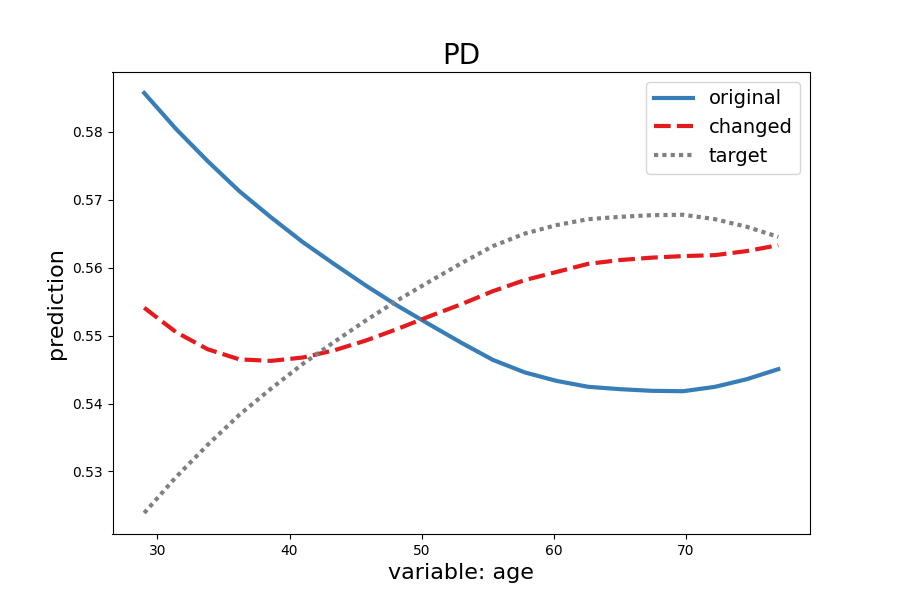 PD
original
changed
target
0.58
0.57
0.56
0.55
0.54
0.53
prediction
30 40 50 60 70
variable: age